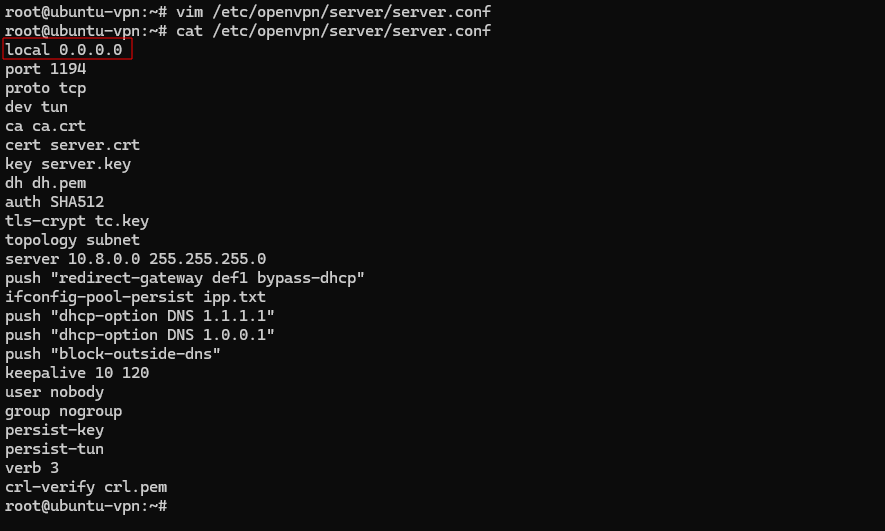 root@ubuntu-vpn:~# vim /etc/openvpn/server/server.conf
root@ubuntu-vpn:~# cat /etc/openvpn/server/server.conf
local 0.0.0.0
port 1194
proto tcp
dev tun
ca ca.crt
cert server.crt
key server.key
dh dh.pem
auth SHA512
tls-crypt tc.key
topology subnet
server 10.8.0.0 255.255.255.0
push "redirect-gateway def1 bypass-dhcp"
ifconfig-pool-persist ipp.txt
push "dhcp-option DNS 1.1.1.1"
push "dhcp-option DNS 1.0.0.1"
push "block-outside-dns"
keepalive 10 120
user nobody
group nogroup
persist-key
persist-tun
verb 3
crl-verify crl.pem
root@ubuntu-vpn:~#